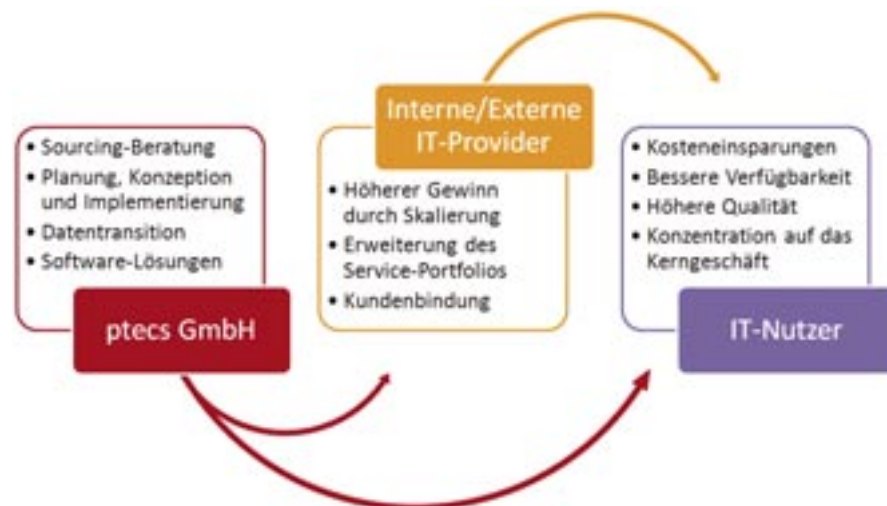 • Sourcing-Beratung
• Planung, Konzeption
und Implementierung
• Datentransition
• Software-Lösungen
ptecs GmbH
Interne/Externe
IT-Provider
• Höherer Gewinn
durch Skalierung
• Erweiterung des
Service-Portfolios
• Kundenbindung
• Kosteneinsparungen
• Bessere Verfügbarkeit
• Höhere Qualität
• Konzentration auf das
Kerngeschäft
IT-Nutzer